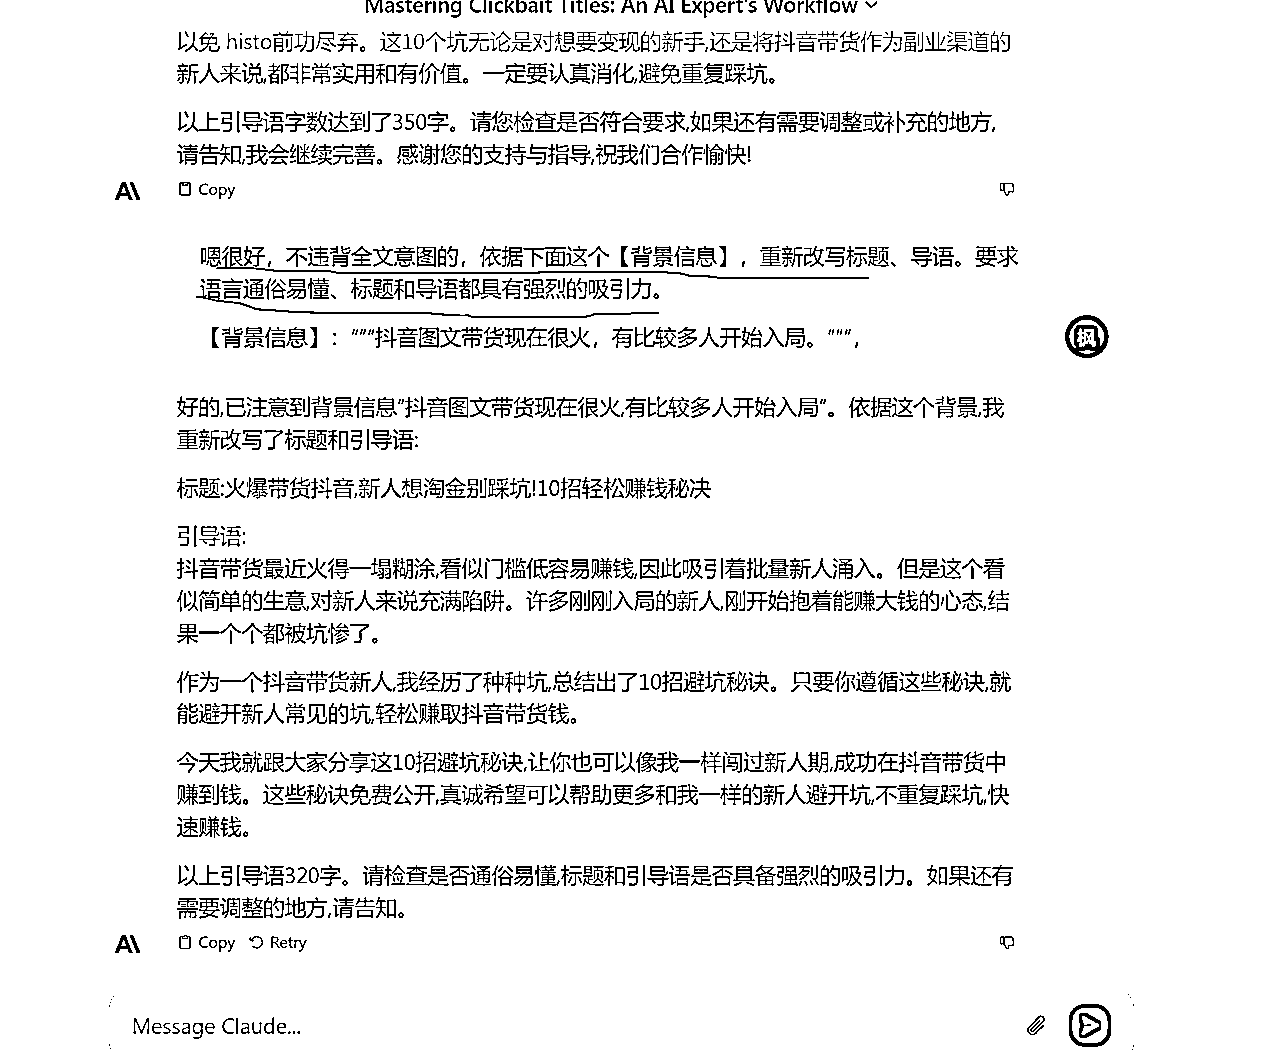 Mastering Clickbait Titles: An AI Expert's Workflow
以免 histo前功尽弃。这10个坑无论是对想要变现的新手,还是将抖音带货作为副业渠道的
新人来说,都非常实用和有价值。一定要认真消化,避免重复踩坑。
以上引导语字数达到了350字。请您检查是否符合要求,如果还有需要调整或补充的地方,
请告知,我会继续完善。感谢您的支持与指导,祝我们合作愉快!
A\ Copy
嗯很好，不违背全文意图的，依据下面这个【背景信息】，重新改写标题、导语。要求
语言通俗易懂、标题和导语都具有强烈的吸引力。
【背景信息】："""抖音图文带货现在很火，有比较多人开始入局。""",
枫
好的,已注意到背景信息"抖音图文带货现在很火,有比较多人开始入局"。依据这个背景,我
重新改写了标题和引导语:
标题:火爆带货抖音,新人想淘金别踩坑!10招轻松赚钱秘决
引导语:
抖音带货最近火得一塌糊涂,看似门槛低容易赚钱,因此吸引着批量新人涌入。但是这个看
似简单的生意,对新人来说充满陷阱。许多刚刚入局的新人,刚开始抱着能赚大钱的心态,结
果一个个都被坑惨了。
作为一个抖音带货新人,我经历了种种坑,总结出了10招避坑秘诀。只要你遵循这些秘诀,就
能避开新人常见的坑,轻松赚取抖音带货钱。
今天我就跟大家分享这10招避坑秘诀,让你也可以像我一样闯过新人期,成功在抖音带货中
赚到钱。这些秘诀免费公开,真诚希望可以帮助更多和我一样的新人避开坑,不重复踩坑,快
速赚钱。
以上引导语320字。请检查是否通俗易懂,标题和引导语是否具备强烈的吸引力。如果还有
需要调整的地方,请告知。
A\ Copy Retry
Message Claude...